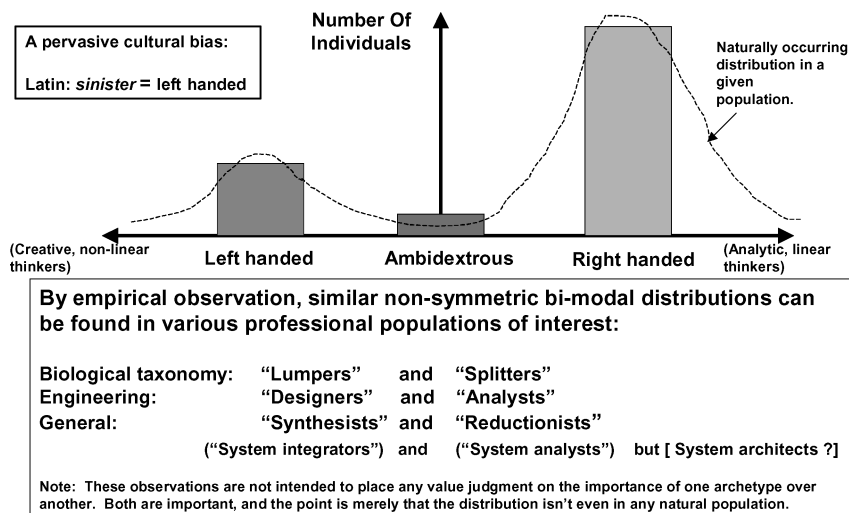 A pervasive cultural bias:
Latin: sinister = left handed
Number Of
Individuals
Naturally occurring
distribution in a
given
population.
(Creative, non-linear
thinkers)
Left handed
Ambidextrous
Right handed
(Analytic, linear
thinkers)
By empirical observation, similar non-symmetric bi-modal distributions can
be found in various professional populations of interest:
Biological taxonomy: “Lumpers” and “Splitters”
Engineering: “Designers” and “Analysts”
General: “Synthesists” and “Reductionists”
(“System integrators”) and (“System analysts”) but [ System architects ?]
Note: These observations are not intended to place any value judgment on the importance of one archetype over
another. Both are important, and the point is merely that the distribution isn’t even in any natural population.